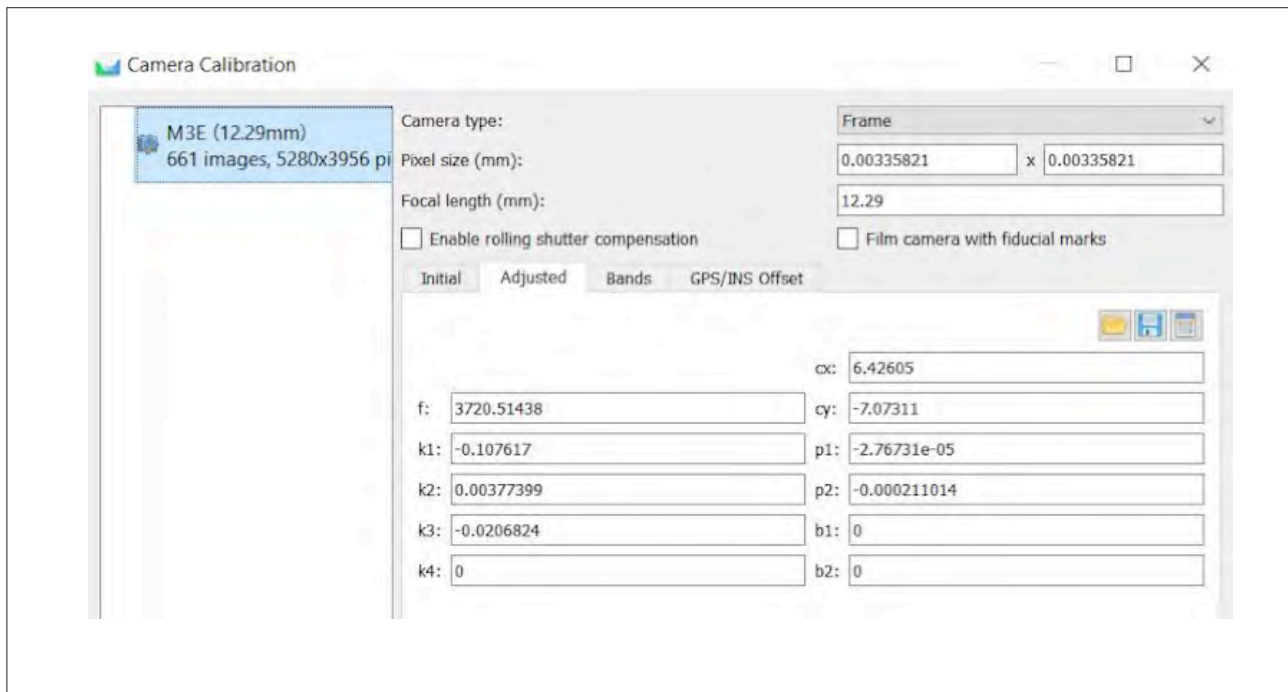 Camera Calibration
M3E (12.29mm)
661 images, 5280x3956 pi
Camera type:
Frame
Pixel size (mm):
0.00335821 x 0.00335821
Focal length (mm):
12.29
Enable rolling shutter compensation
Film camera with fiducial marks
Initial Adjusted Bands GPS/INS Offset
cx: 6.42605
f: 3720.51438 cy: -7.07311
k1: -0.107617 p1: -2.76731e-05
k2: 0.00377399 p2: -0.000211014
k3: -0.0206824 b1: 0
k4: 0 b2: 0